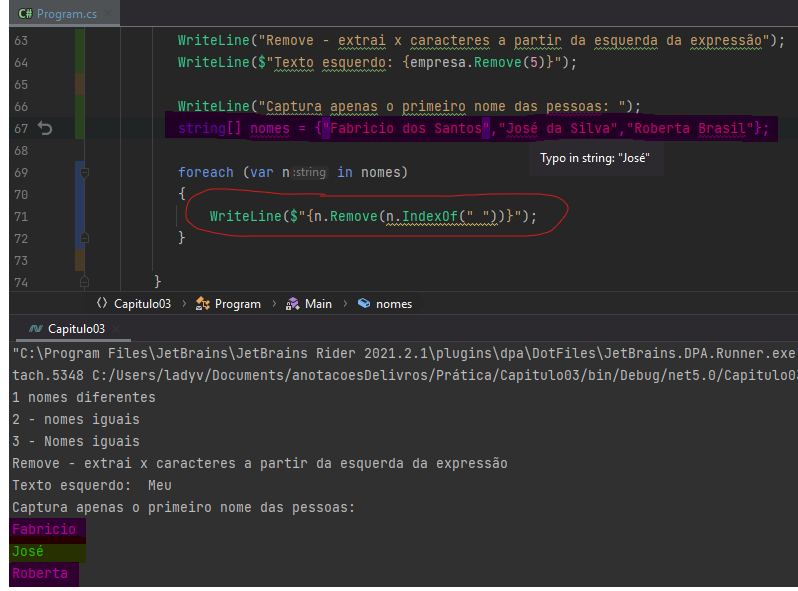 C# Program.cs
63 WriteLine("Remove - extrai x caracteres a partir da esquerda da expressão");
64 WriteLine($"Texto esquerdo: {empresa.Remove(5)}");
65
66 WriteLine("Captura apenas o primeiro nome das pessoas: ");
67 string[] nomes = {"Fabricio dos Santos","José da Silva","Roberta Brasil"};
68
Typo in string: "José"
69 foreach (var n:string in nomes)
70 {
71 WriteLine($"{n.Remove(n.IndexOf(" "))}");
72 }
73
74 }
Capitulo03 > Program > Main > nomes
Capitulo03
"C:\Program Files\JetBrains\JetBrains Rider 2021.2.1\plugins\dpa\DotFiles\JetBrains.DPA.Runner.exe
tach.5348 C:/Users/ladyv/Documents/anotacoesDelivros/Prática/Capitulo03/bin/Debug/net5.0/Capitulo03
1 nomes diferentes
2 - nomes iguais
3 - Nomes iguais
Remove - extrai x caracteres a partir da esquerda da expressão
Texto esquerdo:  Meu
Captura apenas o primeiro nome das pessoas:
Fabricio
José
Roberta